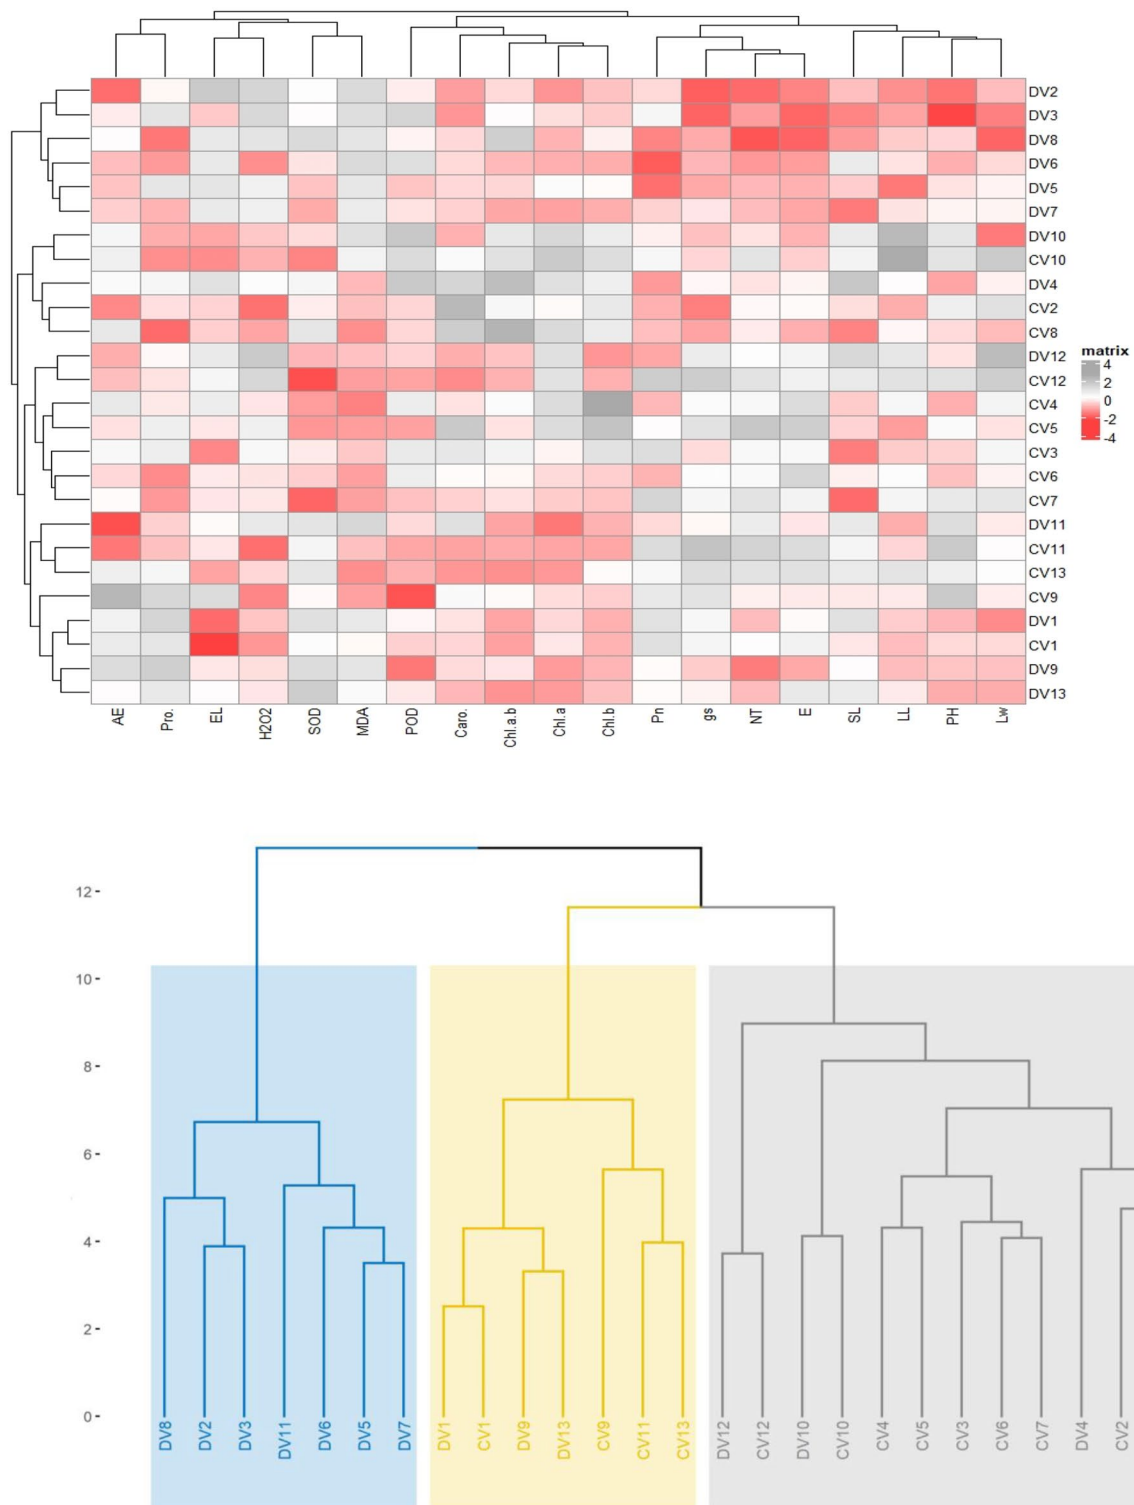 DV2
DV3
DV8
DV6
DV5
DV7
DV10
CV10
DV4
CV2
CV8
DV12
CV12
CV4
CV5
CV3
CV6
CV7
DV11
CV11
CV13
CV9
DV1
CV1
DV9
DV13
matrix
4
2
0
-2
-4
AE Pro. EL H2O2 SOD MDA POD Caro. Chl.a.b Chl.a Chl.b Pn gs NT E SL LL PH Lw
12
10
8
6
4
2
0
DV8 DV2 DV3 DV11 DV6 DV5 DV7 DV1 CV1 DV9 DV13 CV9 CV11 CV13 DV12 CV12 DV10 CV10 CV4 CV5 CV3 CV6 CV7 DV4 CV2